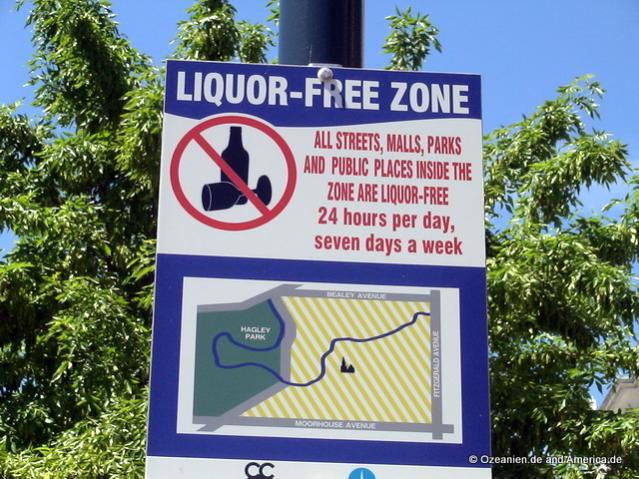 LIQUOR-FREE ZONE
ALL STREETS, MALLS, PARKS
AND PUBLIC PLACES INSIDE THE
ZONE ARE LIQUOR-FREE
24 hours per day,
seven days a week
BEALEY AVENUE
HAGLEY
PARK
FITZGERALD AVENUE
MOORHOUSE AVENUE
© Ozeanien.de and America.de